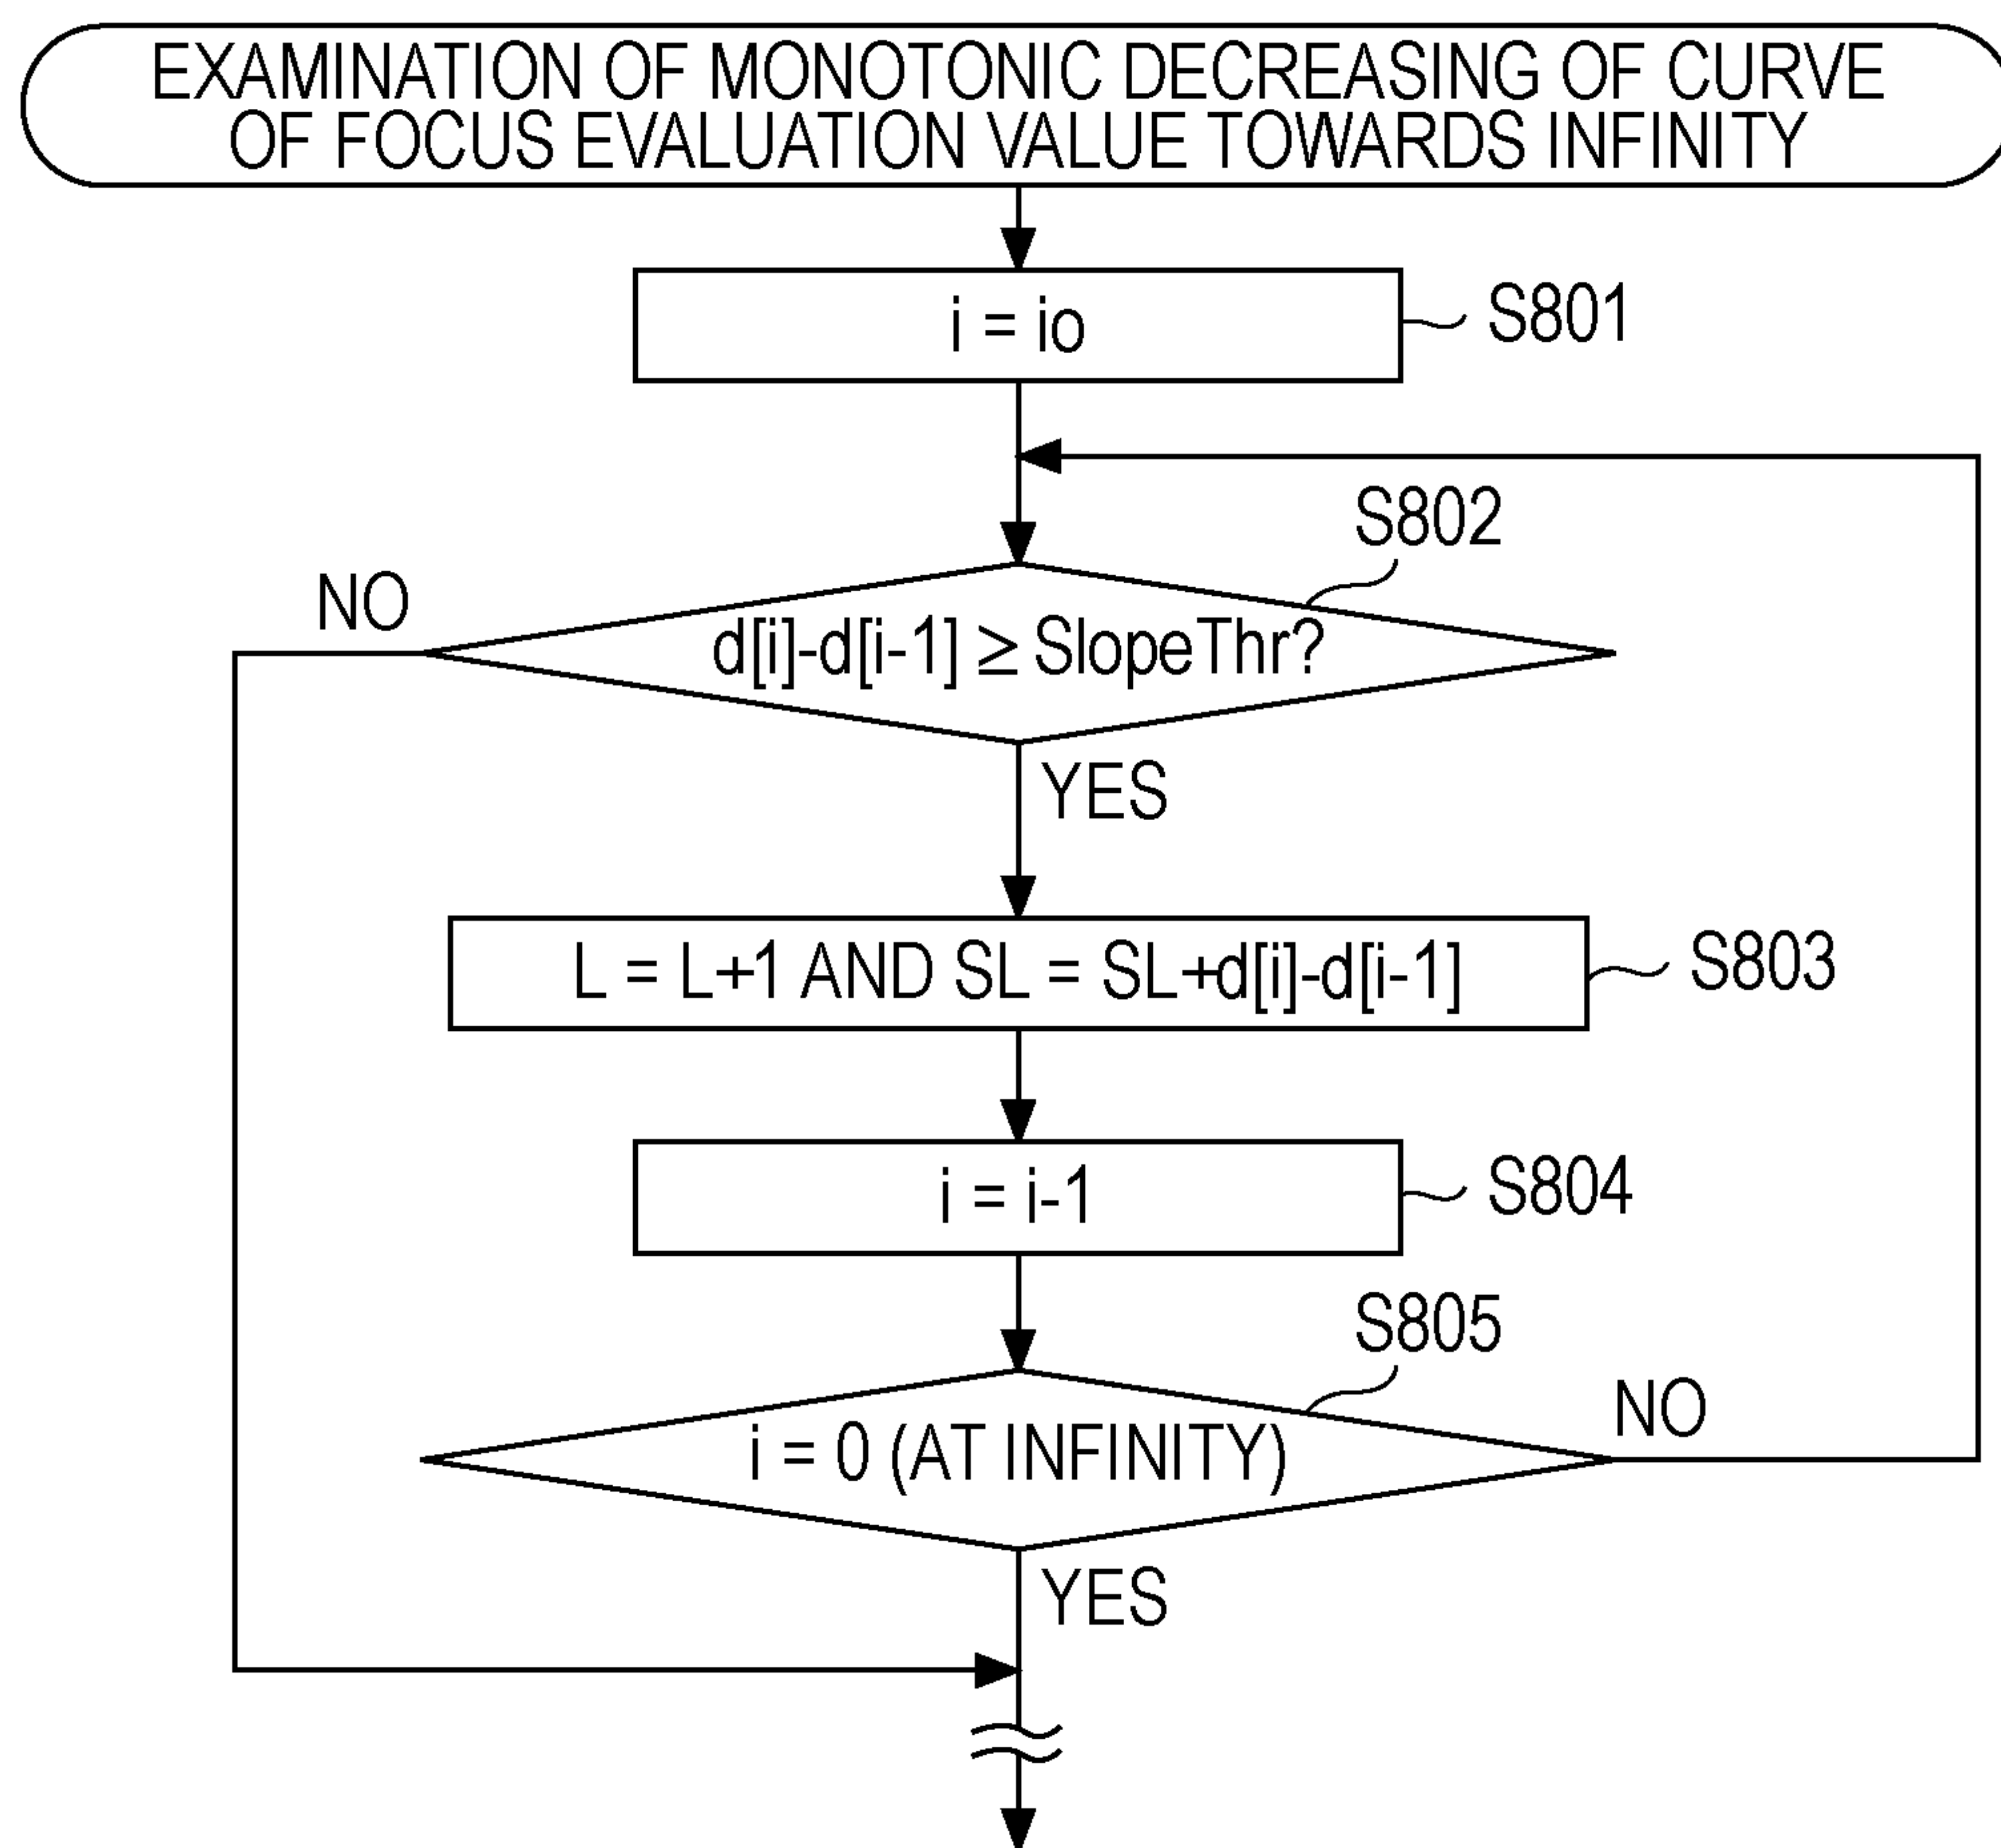 EXAMINATION OF MONOTONIC DECREASING OF CURVE
OF FOCUS EVALUATION VALUE TOWARDS INFINITY
i = io
S801
S802
NO
d[i]-d[i-1] ≥ SlopeThr?
YES
L = L+1 AND SL = SL+d[i]-d[i-1]
S803
i = i-1
S804
S805
i = 0 (AT INFINITY)
NO
YES